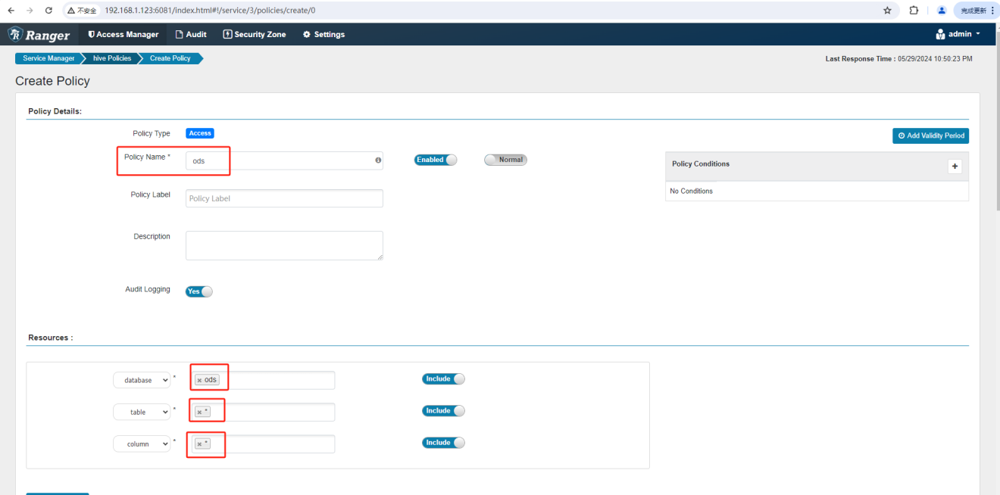 不安全 192.168.1.123:6081/index.html#!/service/3/policies/create/0 完成更新
Ranger Access Manager Audit Security Zone Settings admin
Service Manager hive Policies Create Policy Last Response Time : 05/29/2024 10:50:23 PM
Create Policy
Policy Details:
Policy Type Access Add Validity Period
Policy Name * ods Enabled Normal Policy Conditions +
Policy Label Policy Label No Conditions
Description
Audit Logging Yes
Resources :
database * × ods Include
table * × * Include
column * × * Include